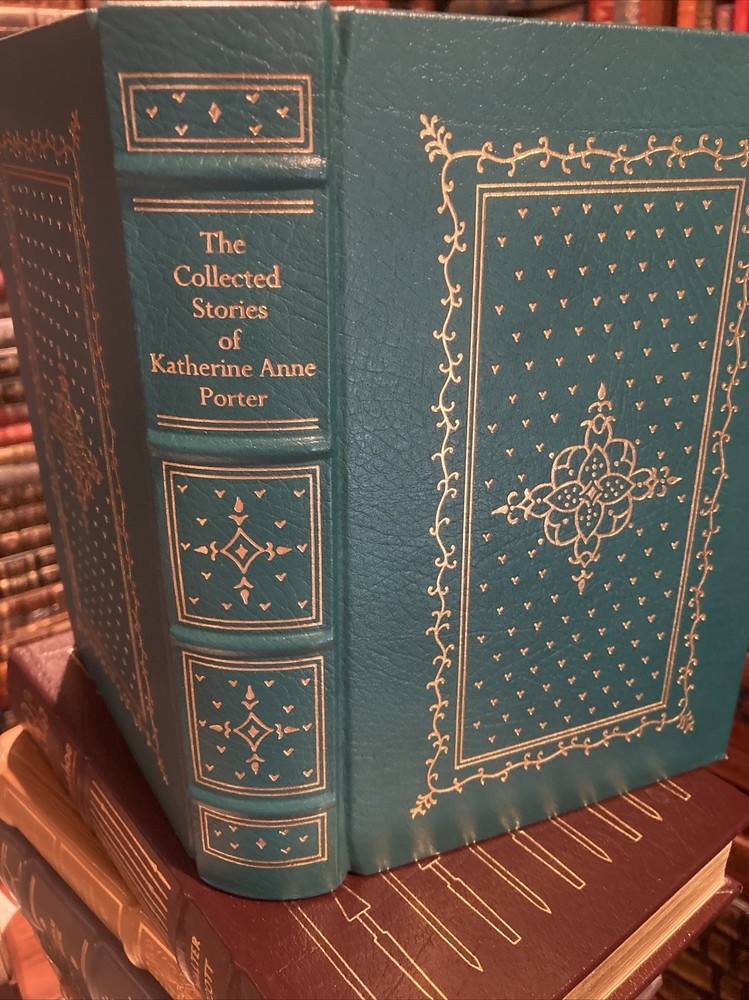 The
Collected
Stories
of
Katherine Anne
Porter